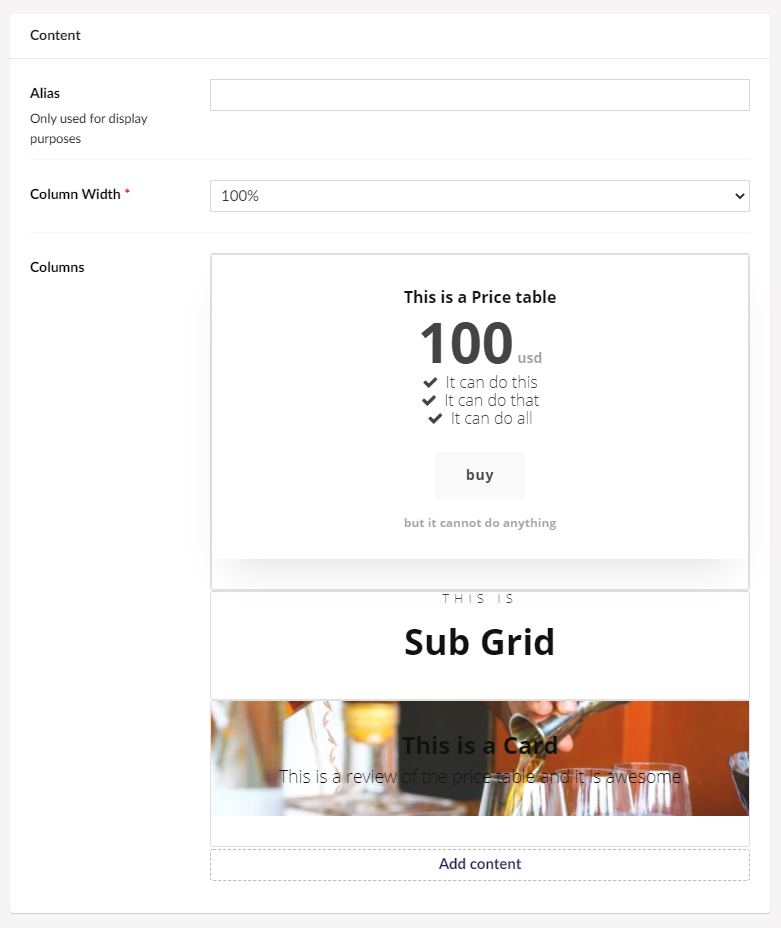 Content
Alias
Only used for display
purposes
Column Width *
100%
Columns
This is a Price table
100 usd
It can do this
It can do that
It can do all
buy
but it cannot do anything
THIS IS
Sub Grid
This is a Card
This is a review of the price table and it is awesome
Add content